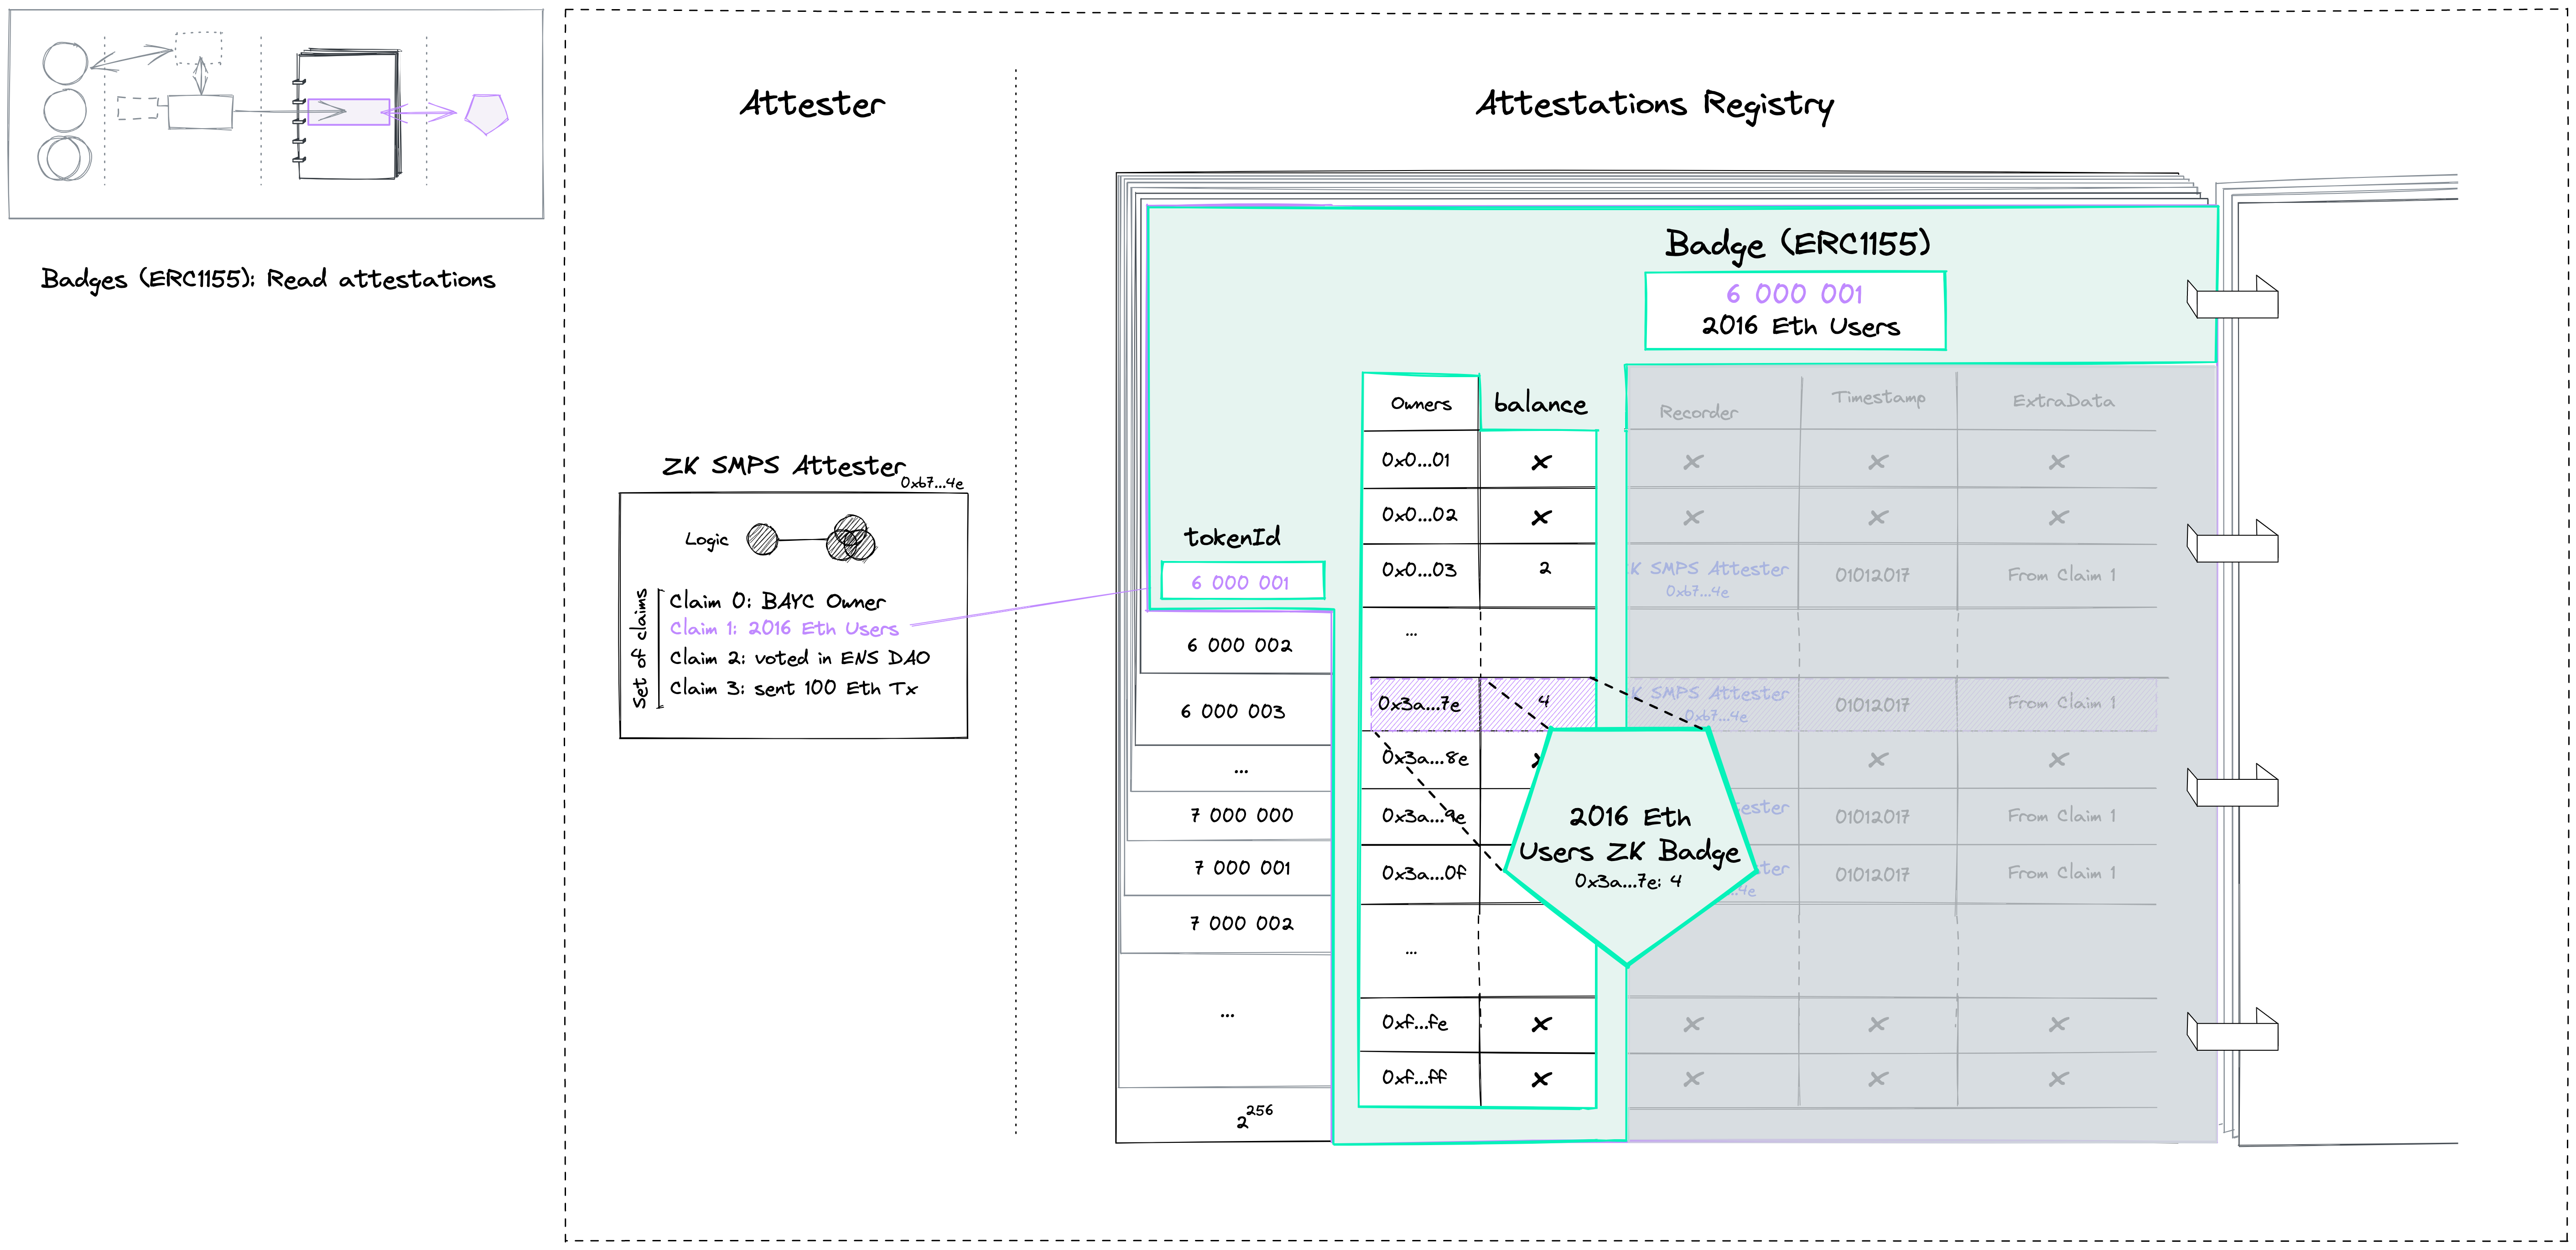 Badges (ERC1155): Read attestations
Attester
Attestations Registry
ZK SMPS Attester
0xb7...4e
Logic
Set of claims
Claim 0: BAYC Owner
Claim 1: 2016 Eth Users
Claim 2: voted in ENS DAO
Claim 3: sent 100 Eth Tx
Badge (ERC1155)
6 000 001
2016 Eth Users
tokenId
6 000 001
6 000 002
6 000 003
...
7 000 000
7 000 001
7 000 002
...
2^256
Owners balance Recorder Timestamp ExtraData
0x0...01 x x x x
0x0...02 x x x x
0x0...03 2 K SMPS Attester 01012017 From Claim 1
0xb7...4e
...
0x3a...7e 4 K SMPS Attester 01012017 From Claim 1
0xb7...4e
0x3a...8e x x
0x3a...9e ester 01012017 From Claim 1
0x3a...0f ter 01012017 From Claim 1
...4e
...
0xf...fe x x x x
0xf...ff x x x x
2016 Eth
Users ZK Badge
0x3a...7e: 4